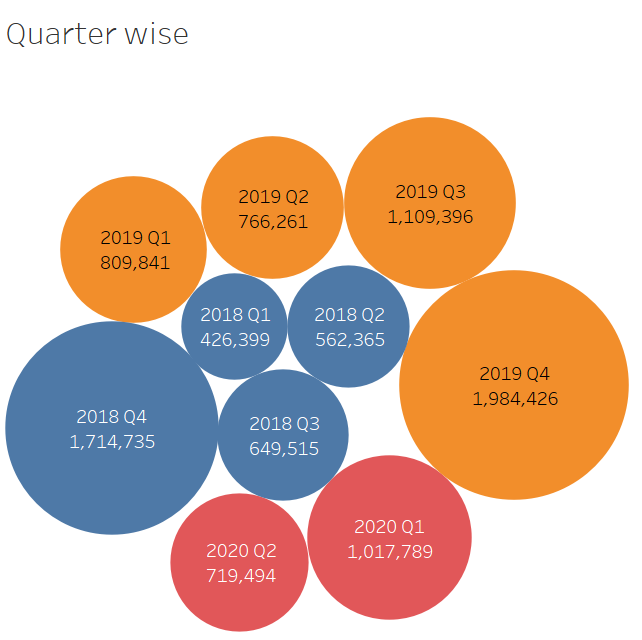 Quarter wise
2019 Q3
1,109,396
2019 Q2
766,261
2019 Q1
809,841
2018 Q1
426,399
2018 Q2
562,365
2019 Q4
1,984,426
2018 Q4
1,714,735
2018 Q3
649,515
2020 Q1
1,017,789
2020 Q2
719,494